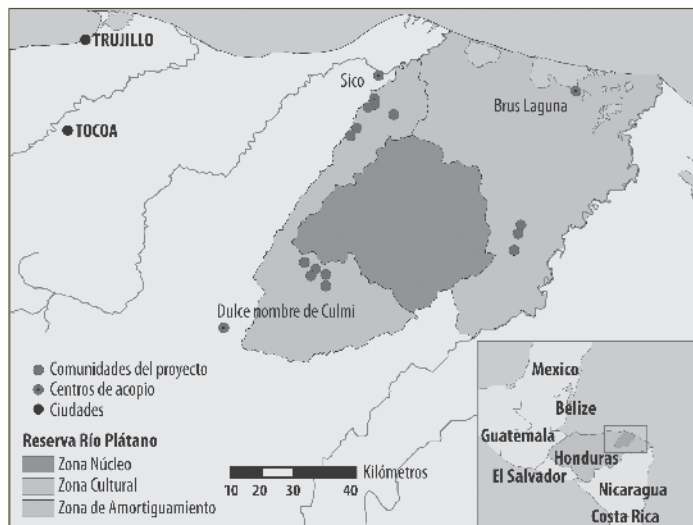 TRUJILLO
Sico
Brus Laguna
TOCOA
Dulce nombre de Culmi
Comunidades del proyecto
Centros de acopio
Ciudades
Reserva Río Plátano
Zona Núcleo
Zona Cultural
Zona de Amortiguamiento
Kilómetros
10 20 30 40
Mexico
Belize
Guatemala
Honduras
El Salvador
Nicaragua
Costa Rica